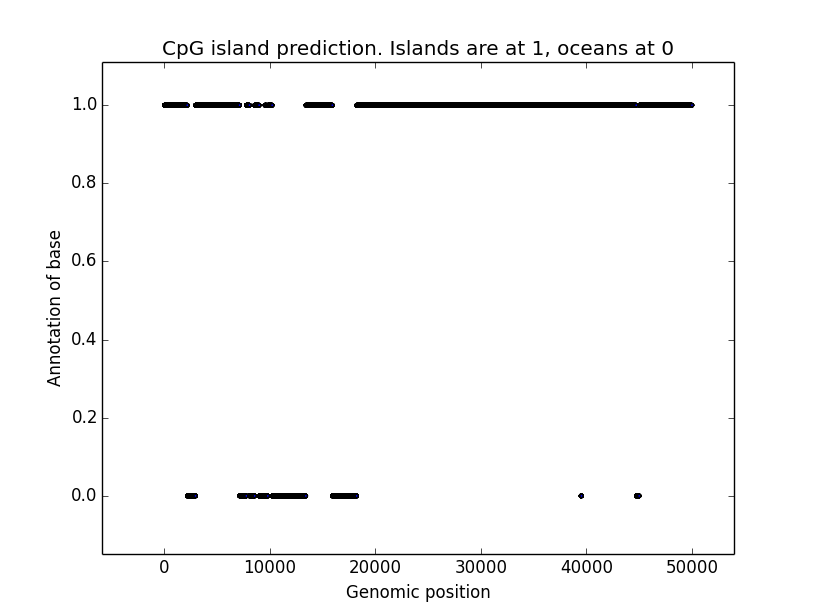 CpG island prediction. Islands are at 1, oceans at 0
1.0
0.8
0.6
0.4
0.2
0.0
Annotation of base
0 10000 20000 30000 40000 50000
Genomic position